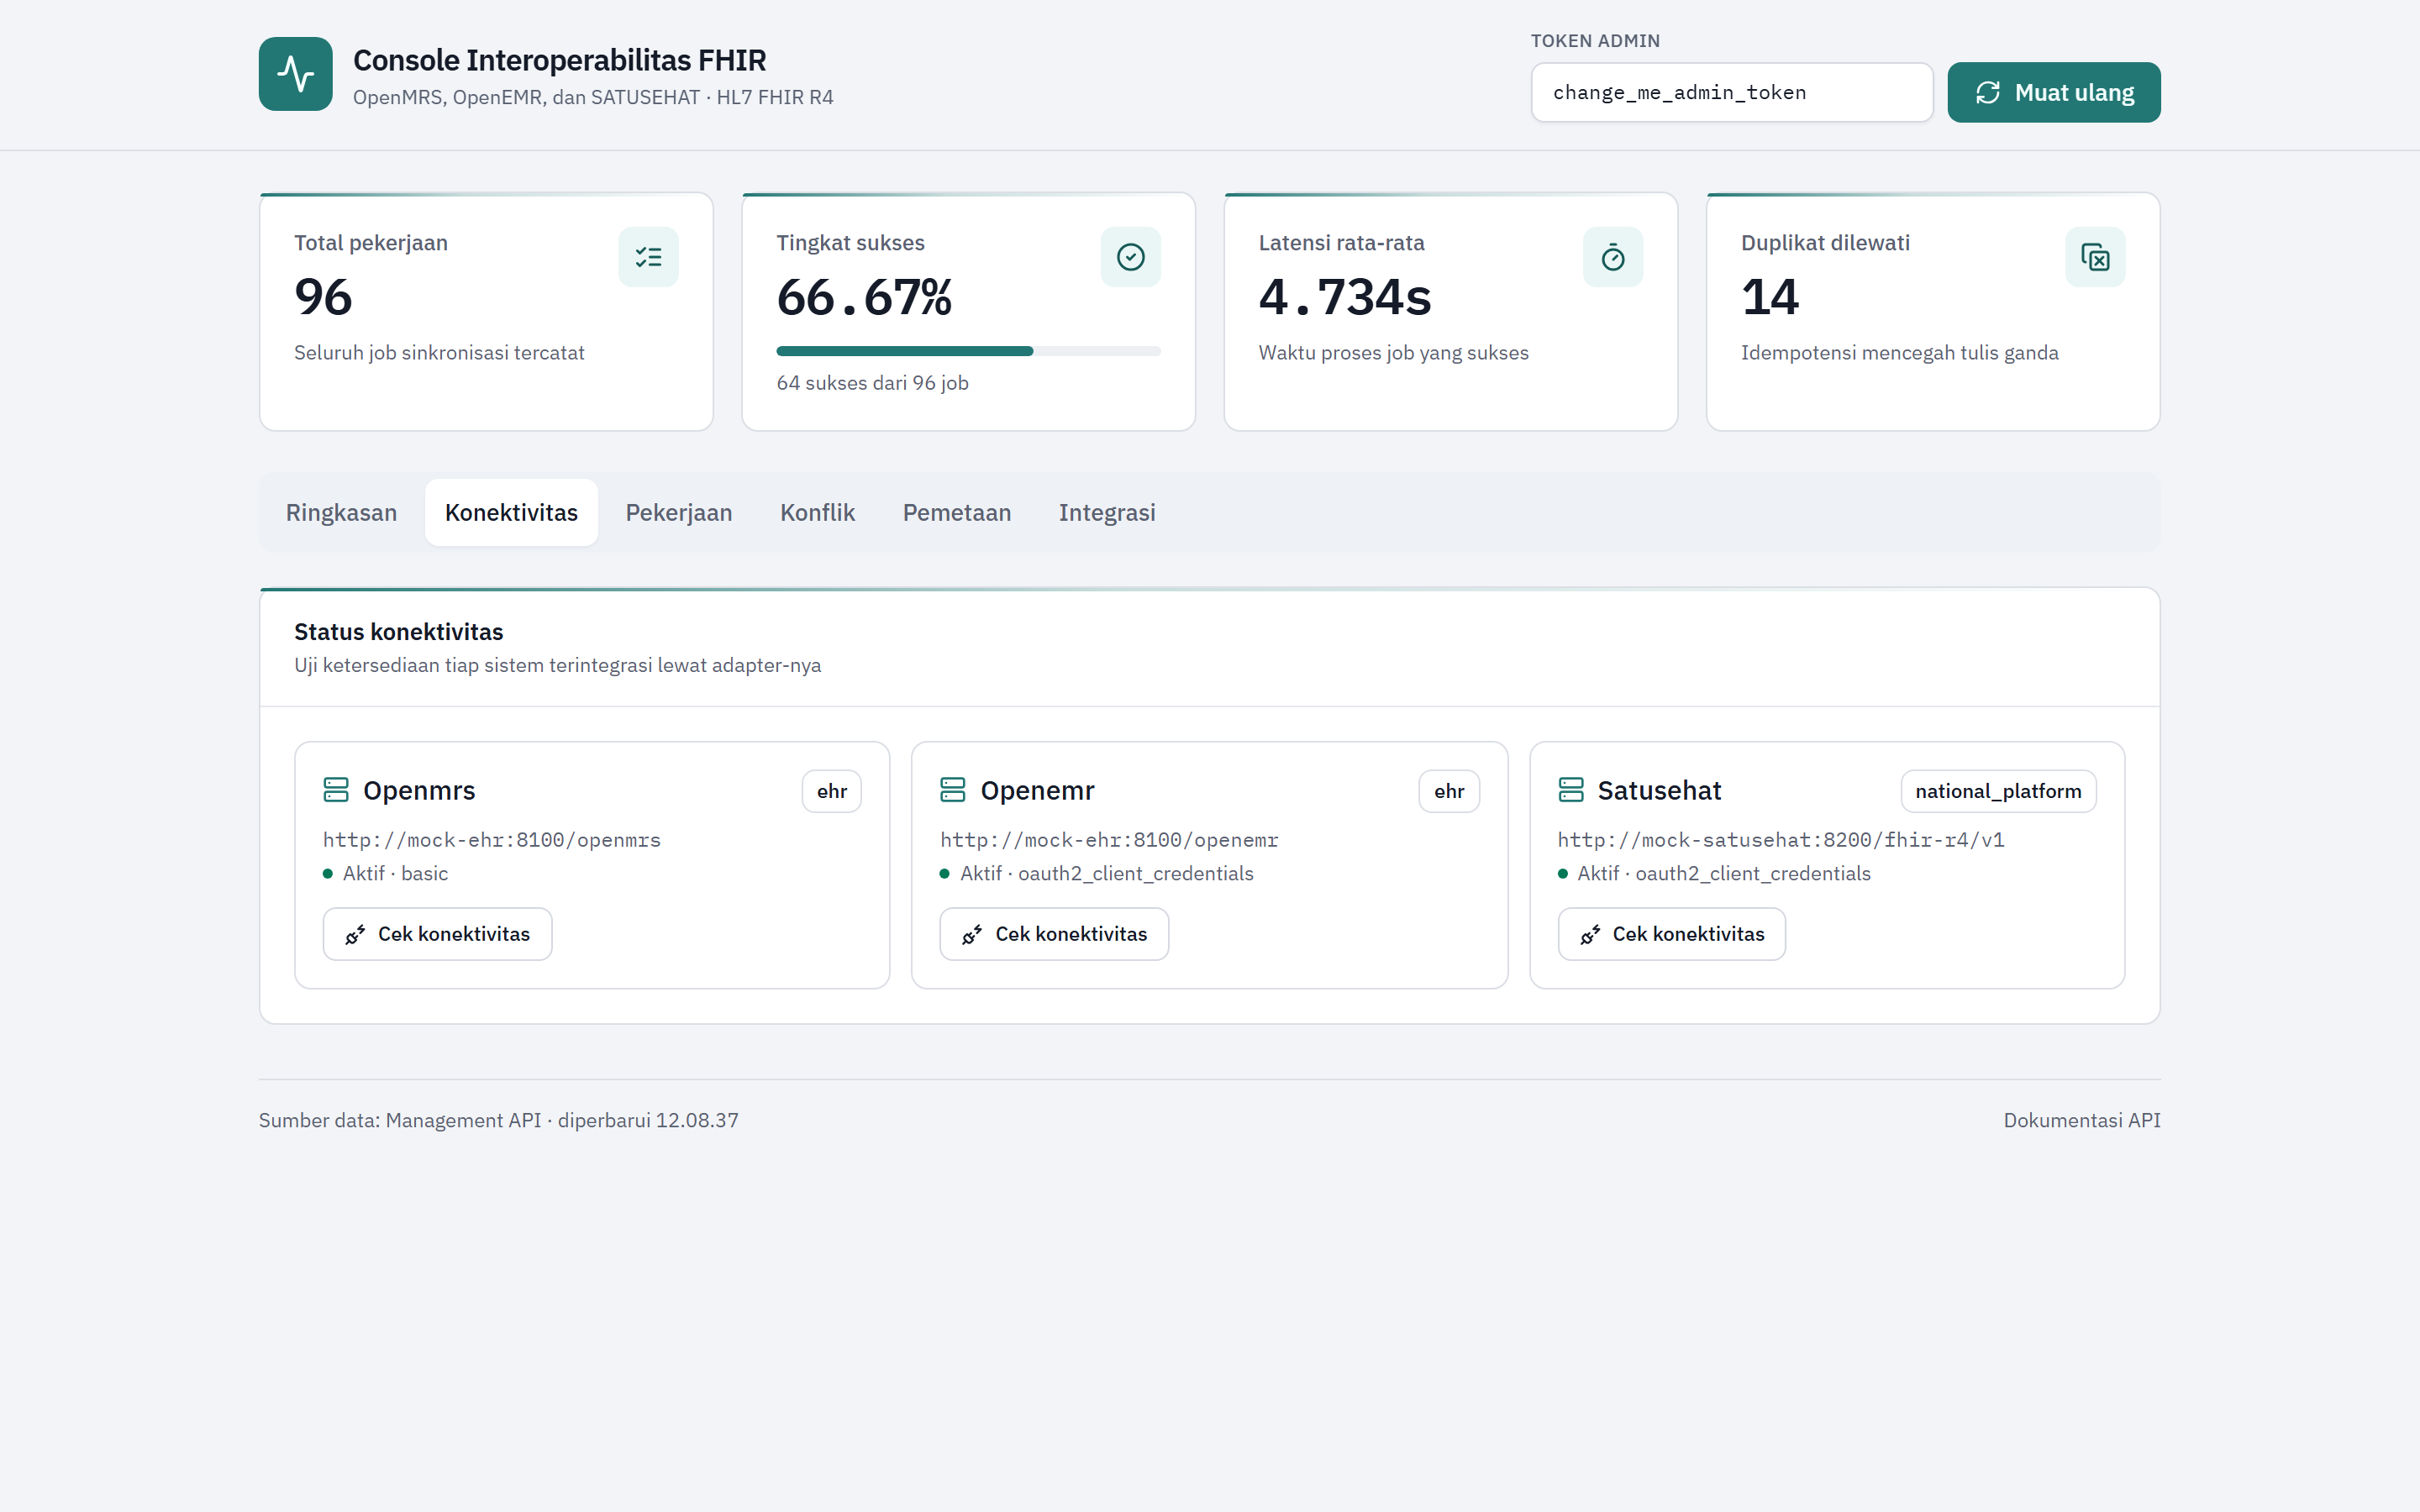 Console Interoperabilitas FHIR
OpenMRS, OpenEMR, dan SATUSEHAT · HL7 FHIR R4
TOKEN ADMIN
change_me_admin_token
Muat ulang
Total pekerjaan
96
Seluruh job sinkronisasi tercatat
Tingkat sukses
66.67%
64 sukses dari 96 job
Latensi rata-rata
4.734s
Waktu proses job yang sukses
Duplikat dilewati
14
Idempotensi mencegah tulis ganda
Ringkasan
Konektivitas
Pekerjaan
Konflik
Pemetaan
Integrasi
Status konektivitas
Uji ketersediaan tiap sistem terintegrasi lewat adapter-nya
Openmrs
ehr
http://mock-ehr:8100/openmrs
Aktif · basic
Cek konektivitas
Openemr
ehr
http://mock-ehr:8100/openemr
Aktif · oauth2_client_credentials
Cek konektivitas
Satusehat
national_platform
http://mock-satusehat:8200/fhir-r4/v1
Aktif · oauth2_client_credentials
Cek konektivitas
Sumber data: Management API · diperbarui 12.08.37
Dokumentasi API